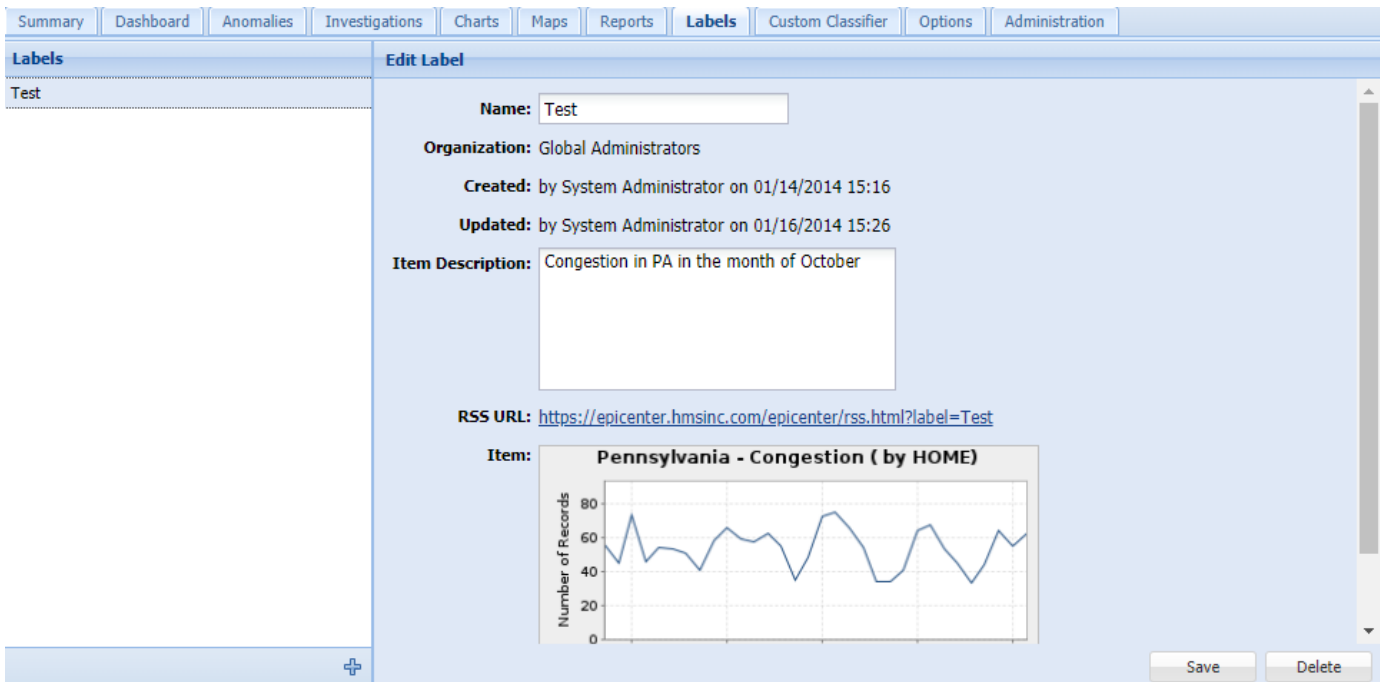 Summary Dashboard Anomalies Investigations Charts Maps Reports Labels Custom Classifier Options Administration
Labels
Test
Edit Label
Name: Test
Organization: Global Administrators
Created: by System Administrator on 01/14/2014 15:16
Updated: by System Administrator on 01/16/2014 15:26
Item Description: Congestion in PA in the month of October
RSS URL: https://epicenter.hmsinc.com/epicenter/rss.html?label=Test
Item:
Pennsylvania - Congestion ( by HOME)
Number of Records
80
60
40
20
0
Save Delete